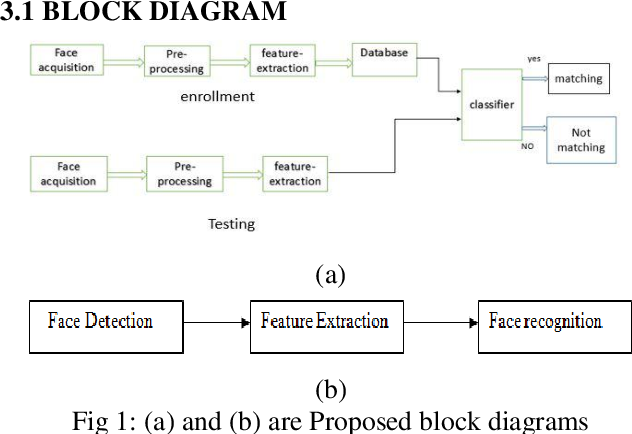 3.1 BLOCK DIAGRAM
Face
acquisition
Pre-
processing
feature-
extraction
Database
enrollment
classifier
yes
matching
NO
Not
matching
Face
acquisition
Pre-
processing
feature-
extraction
Testing
(a)
Face Detection
Feature Extraction
Face recognition
(b)
Fig 1: (a) and (b) are Proposed block diagrams